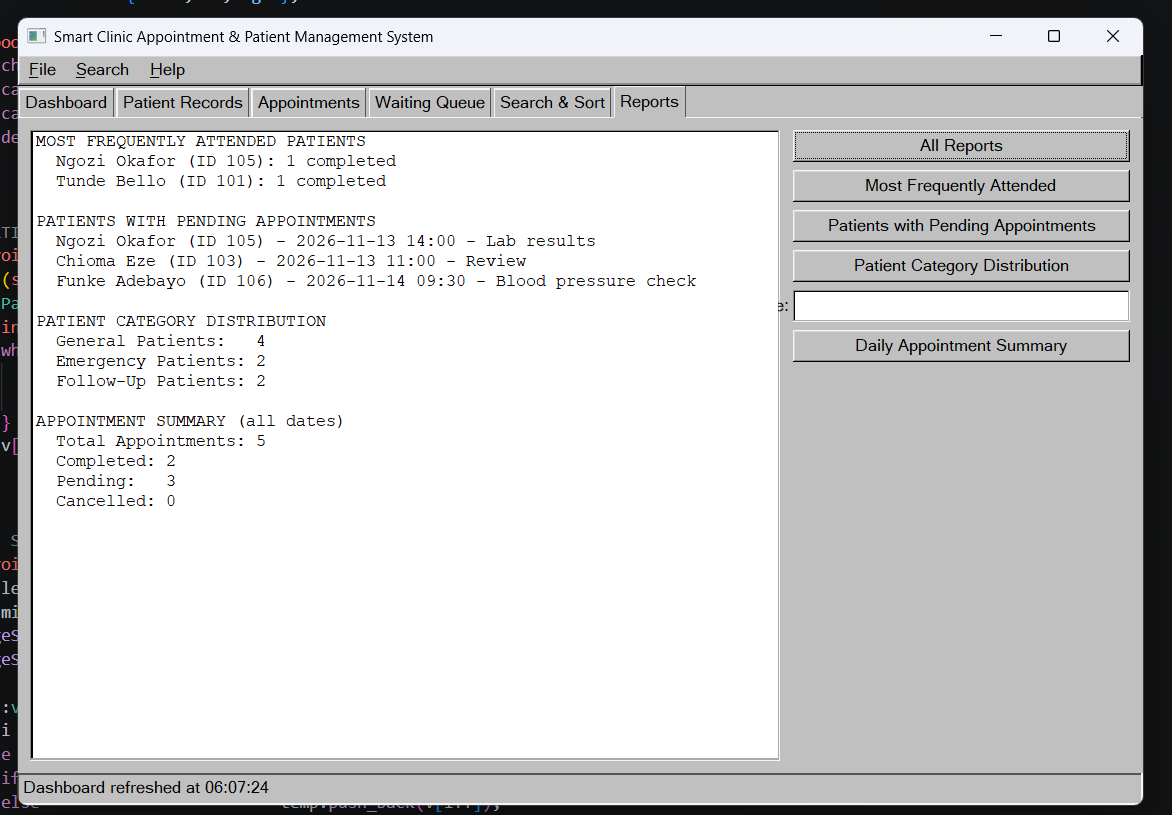 Smart Clinic Appointment & Patient Management System
File Search Help
Dashboard Patient Records Appointments Waiting Queue Search & Sort Reports
MOST FREQUENTLY ATTENDED PATIENTS
Ngozi Okafor (ID 105): 1 completed
Tunde Bello (ID 101): 1 completed
PATIENTS WITH PENDING APPOINTMENTS
Ngozi Okafor (ID 105) - 2026-11-13 14:00 - Lab results
Chioma Eze (ID 103) - 2026-11-13 11:00 - Review
Funke Adebayo (ID 106) - 2026-11-14 09:30 - Blood pressure check
PATIENT CATEGORY DISTRIBUTION
General Patients: 4
Emergency Patients: 2
Follow-Up Patients: 2
APPOINTMENT SUMMARY (all dates)
Total Appointments: 5
Completed: 2
Pending: 3
Cancelled: 0
All Reports
Most Frequently Attended
Patients with Pending Appointments
Patient Category Distribution
e:
Daily Appointment Summary
Dashboard refreshed at 06:07:24
else